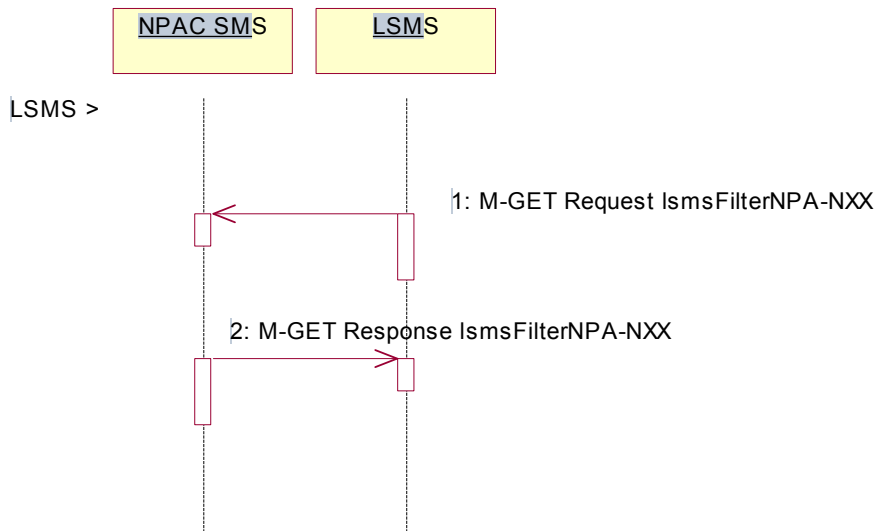 NPAC SMS
LSMS
LSMS >
1: M-GET Request lsmsFilterNPA-NXX
2: M-GET Response lsmsFilterNPA-NXX